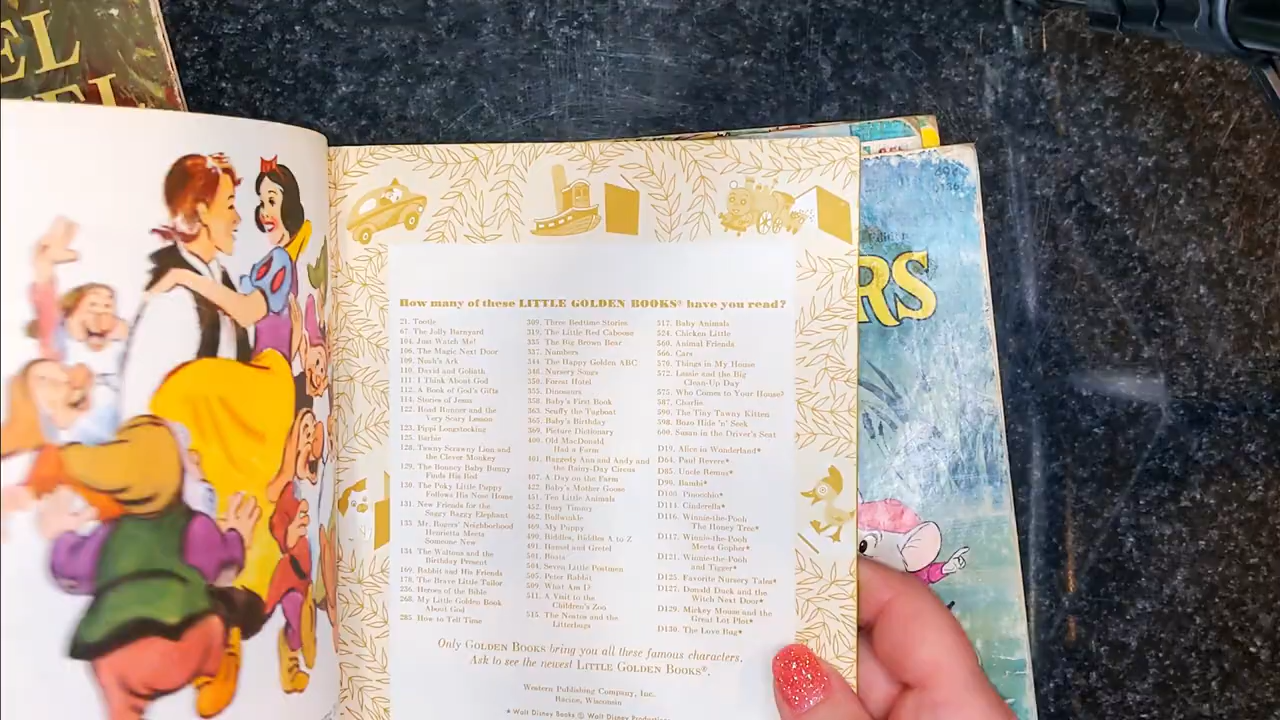 EL
EL
How many of these LITTLE GOLDEN BOOKS® have you read?
21. Tootle
67. The Jolly Barnyard
104. Just Watch Me!
106. The Magic Next Door
109. Noah's Ark
110. David and Goliath
111. I Think About God
112. A Book of God's Gifts
114. Stories of Jesus
122. Road Runner and the
Very Scary Lesson
123. Pippi Longstocking
125. Barbie
128. Tawny Scrawny Lion and
the Clever Monkey
129. The Bouncy Baby Bunny
Finds His Bed
130. The Poky Little Puppy
Follows His Nose Home
131. New Friends for the
Saggy Baggy Elephant
133. Mr. Rogers' Neighborhood
Henrietta Meets
Someone New
134. The Waltons and the
Birthday Present
169. Rabbit and His Friends
178. The Brave Little Tailor
236. Heroes of the Bible
268. My Little Golden Book
About God
285. How to Tell Time
309. Three Bedtime Stories
319. The Little Red Caboose
335. The Big Brown Bear
337. Numbers
344. The Happy Golden ABC
348. Nursery Songs
350. Forest Hotel
355. Dinosaurs
358. Baby's First Book
363. Scuffy the Tugboat
365. Baby's Birthday
369. Picture Dictionary
400. Old MacDonald
Had a Farm
401. Raggedy Ann and Andy and
the Rainy-Day Circus
407. A Day on the Farm
422. Baby's Mother Goose
451. Ten Little Animals
452. Busy Timmy
462. Bullwinkle
469. My Puppy
490. Riddles, Riddles A to Z
491. Hansel and Gretel
501. Boats
504. Seven Little Postmen
505. Peter Rabbit
509. What Am I?
511. A Visit to the
Children's Zoo
515. The Neatos and the
Litterbugs
517. Baby Animals
524. Chicken Little
560. Animal Friends
566. Cars
570. Things in My House
572. Lassie and the Big
Clean-Up Day
575. Who Comes to Your House?
587. Charlie
590. The Tiny Tawny Kitten
598. Bozo Hide 'n' Seek
600. Susan in the Driver's Seat
D19. Alice in Wonderland*
D64. Paul Revere*
D85. Uncle Remus*
D90. Bambi*
D100. Pinocchio*
D114. Cinderella*
D116. Winnie-the-Pooh
The Honey Tree*
D117. Winnie-the-Pooh
Meets Gopher*
D121. Winnie-the-Pooh
and Tigger*
D125. Favorite Nursery Tales*
D127. Donald Duck and the
Witch Next Door*
D129. Mickey Mouse and the
Great Lot Plot*
D130. The Love Bug*
Only GOLDEN BOOKS bring you all these famous characters.
Ask to see the newest LITTLE GOLDEN BOOKS®.
Western Publishing Company, Inc.
Racine, Wisconsin
* Walt Disney Books © Walt Disney Productions
RS